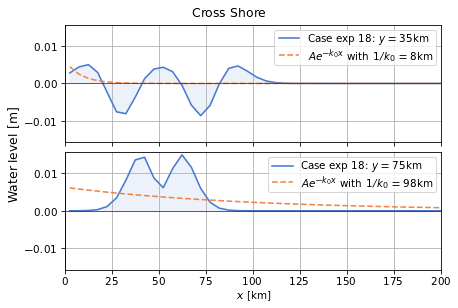 Cross Shore
0.01
0.00
−0.01
Case exp 18: y = 35km
Ae^{−k₀x} with 1/k₀ = 8km
Water level [m]
0.01
0.00
−0.01
Case exp 18: y = 75km
Ae^{−k₀x} with 1/k₀ = 98km
0 25 50 75 100 125 150 175 200
x [km]